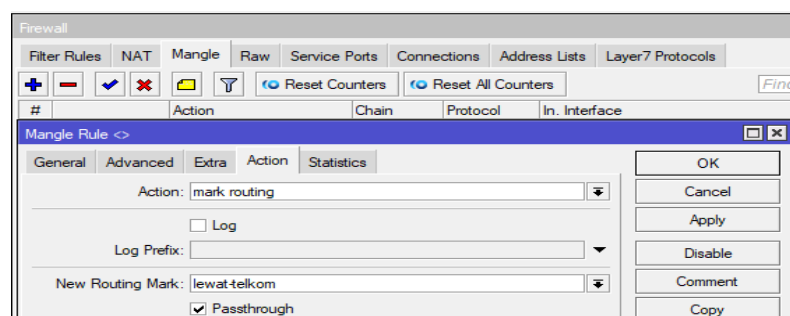 Firewall
Filter Rules NAT Mangle Raw Service Ports Connections Address Lists Layer7 Protocols
Reset Counters Reset All Counters Find
# Action Chain Protocol In. Interface
Mangle Rule <>
General Advanced Extra Action Statistics OK
Action: mark routing Cancel
Log Apply
Log Prefix: Disable
New Routing Mark: lewat-telkom Comment
Passthrough Copy